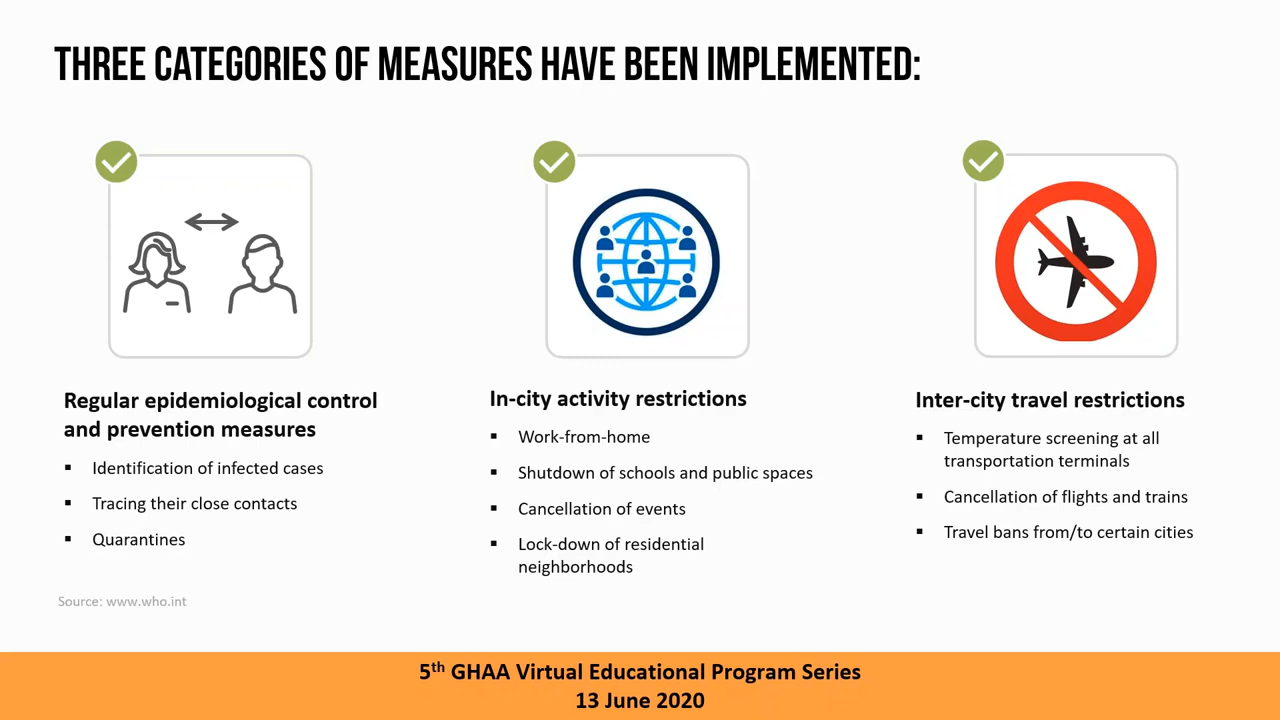 THREE CATEGORIES OF MEASURES HAVE BEEN IMPLEMENTED:
Regular epidemiological control
and prevention measures
▪ Identification of infected cases
▪ Tracing their close contacts
▪ Quarantines
In-city activity restrictions
▪ Work-from-home
▪ Shutdown of schools and public spaces
▪ Cancellation of events
▪ Lock-down of residential
neighborhoods
Inter-city travel restrictions
▪ Temperature screening at all
transportation terminals
▪ Cancellation of flights and trains
▪ Travel bans from/to certain cities
Source: www.who.int
5th GHAA Virtual Educational Program Series
13 June 2020